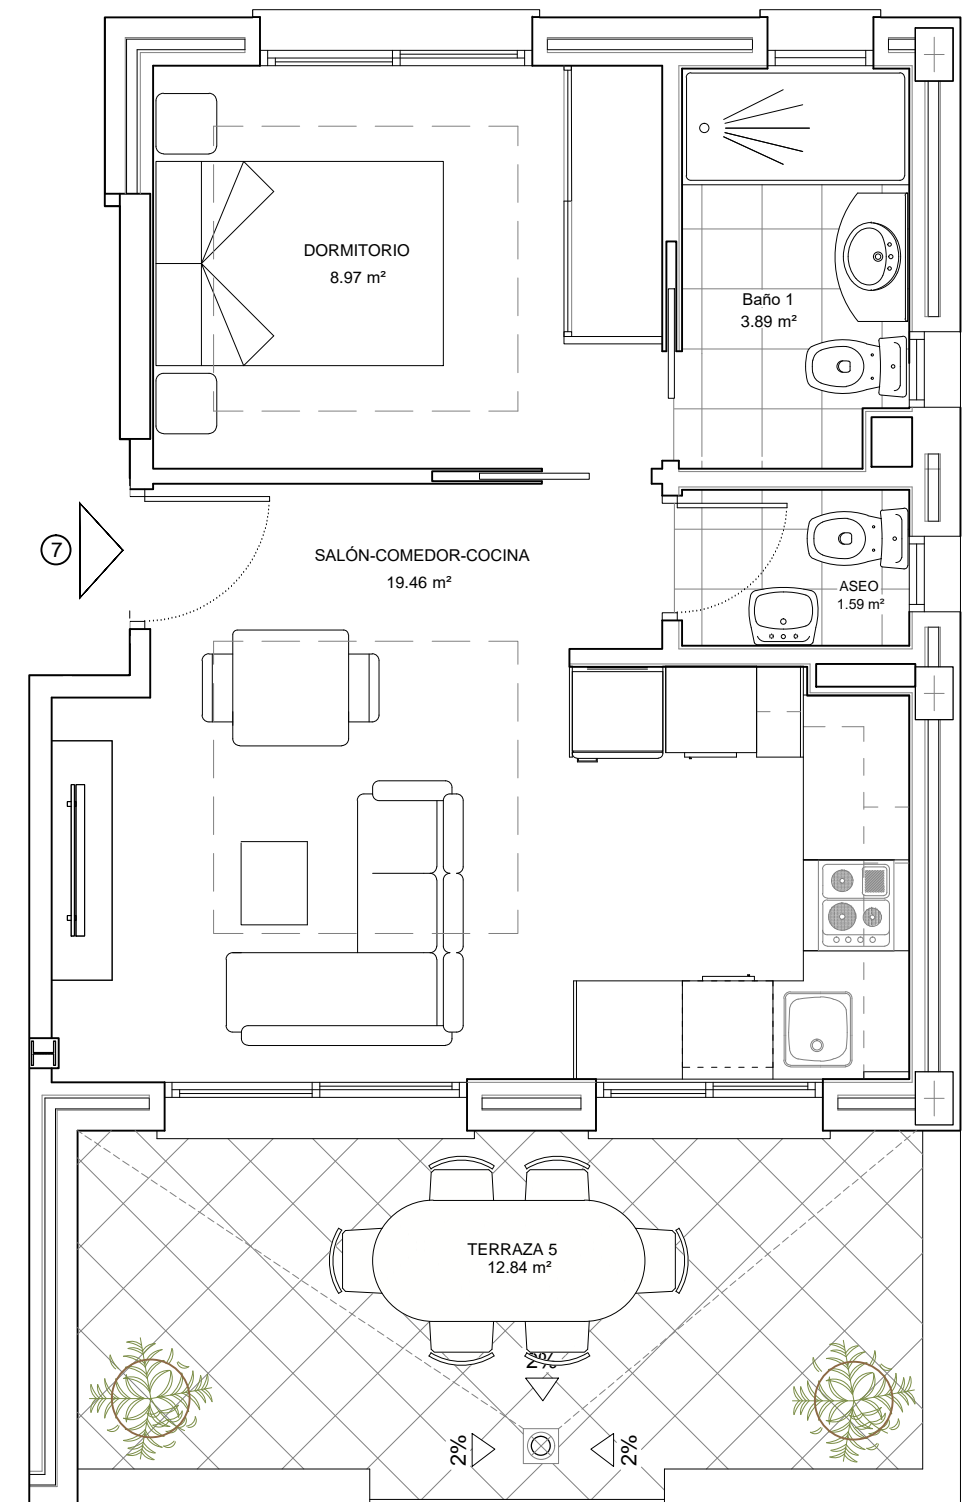 DORMITORIO
8.97 m²
Baño 1
3.89 m²
7
SALÓN-COMEDOR-COCINA
19.46 m²
ASEO
1.59 m²
TERRAZA 5
12.84 m²
2%
2%
2%